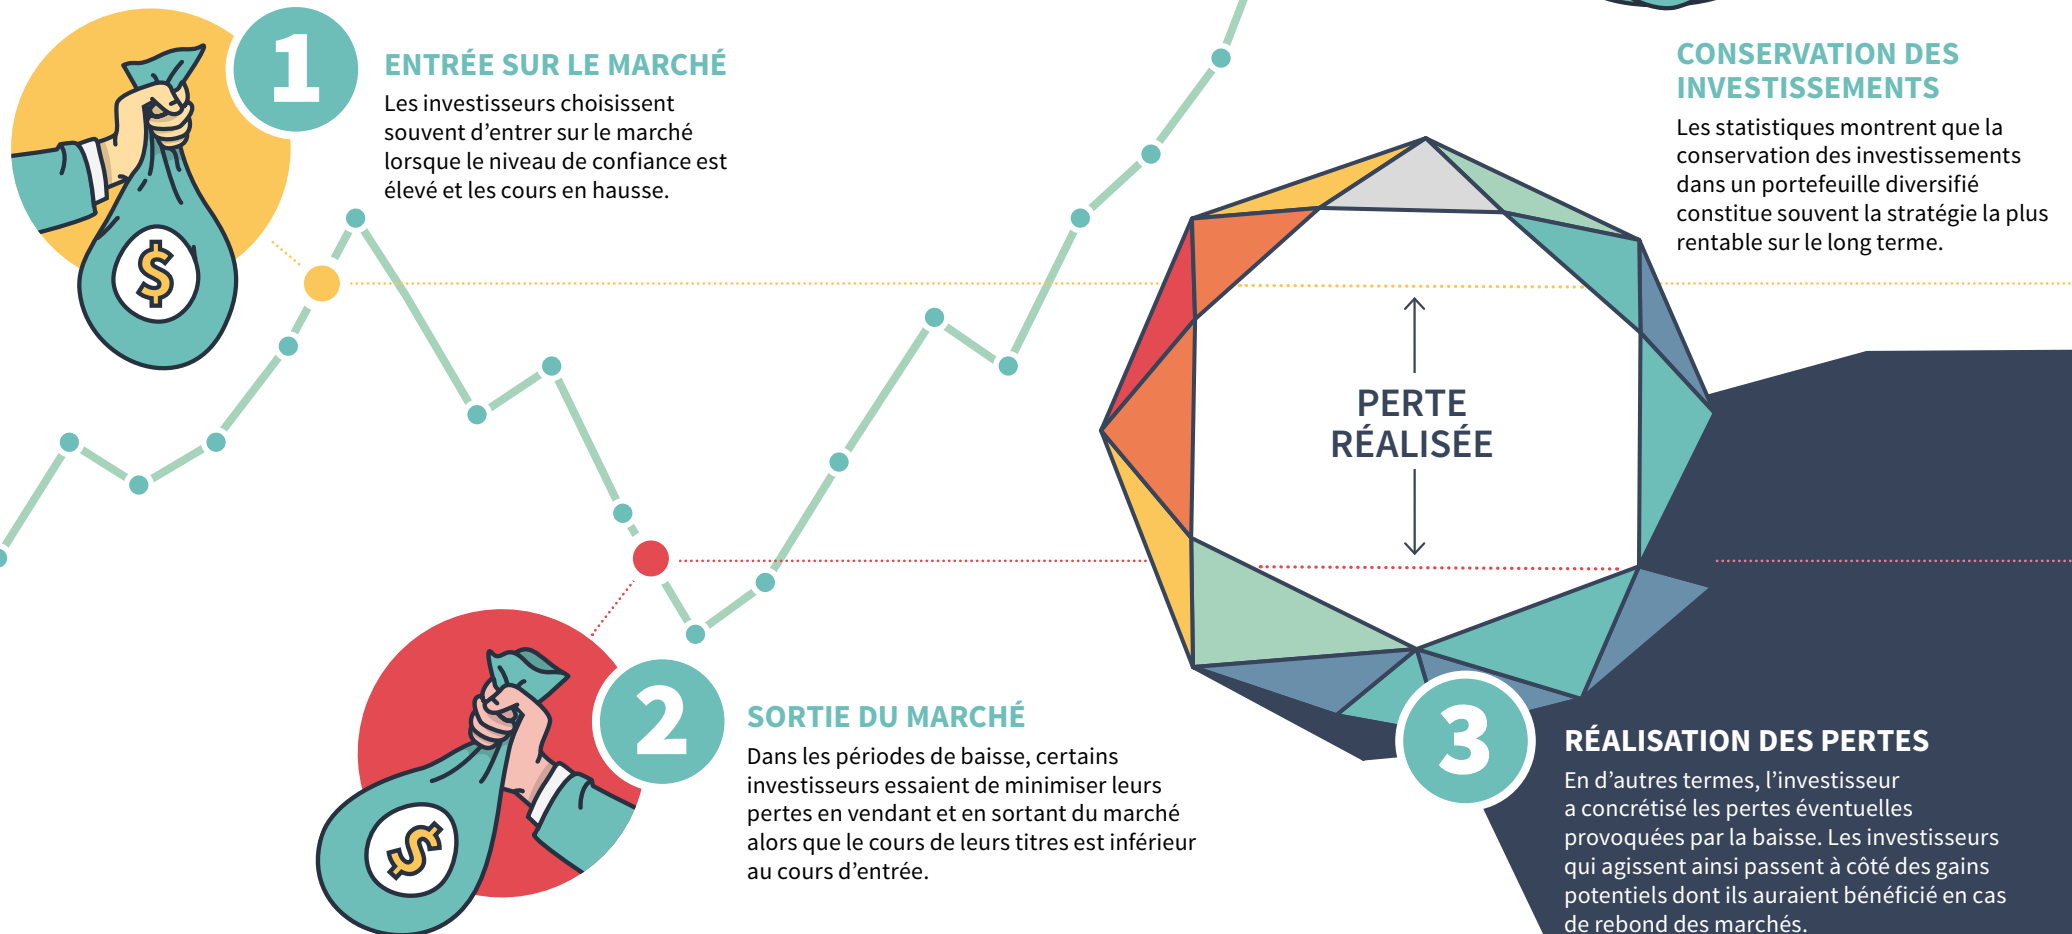 1
ENTRÉE SUR LE MARCHÉ
Les investisseurs choisissent
souvent d’entrer sur le marché
lorsque le niveau de confiance est
élevé et les cours en hausse.
$
CONSERVATION DES
INVESTISSEMENTS
Les statistiques montrent que la
conservation des investissements
dans un portefeuille diversifié
constitue souvent la stratégie la plus
rentable sur le long terme.
PERTE
RÉALISÉE
2
SORTIE DU MARCHÉ
Dans les périodes de baisse, certains
investisseurs essaient de minimiser leurs
pertes en vendant et en sortant du marché
alors que le cours de leurs titres est inférieur
au cours d’entrée.
$
3
RÉALISATION DES PERTES
En d’autres termes, l’investisseur
a concrétisé les pertes éventuelles
provoquées par la baisse. Les investisseurs
qui agissent ainsi passent à côté des gains
potentiels dont ils auraient bénéficié en cas
de rebond des marchés.